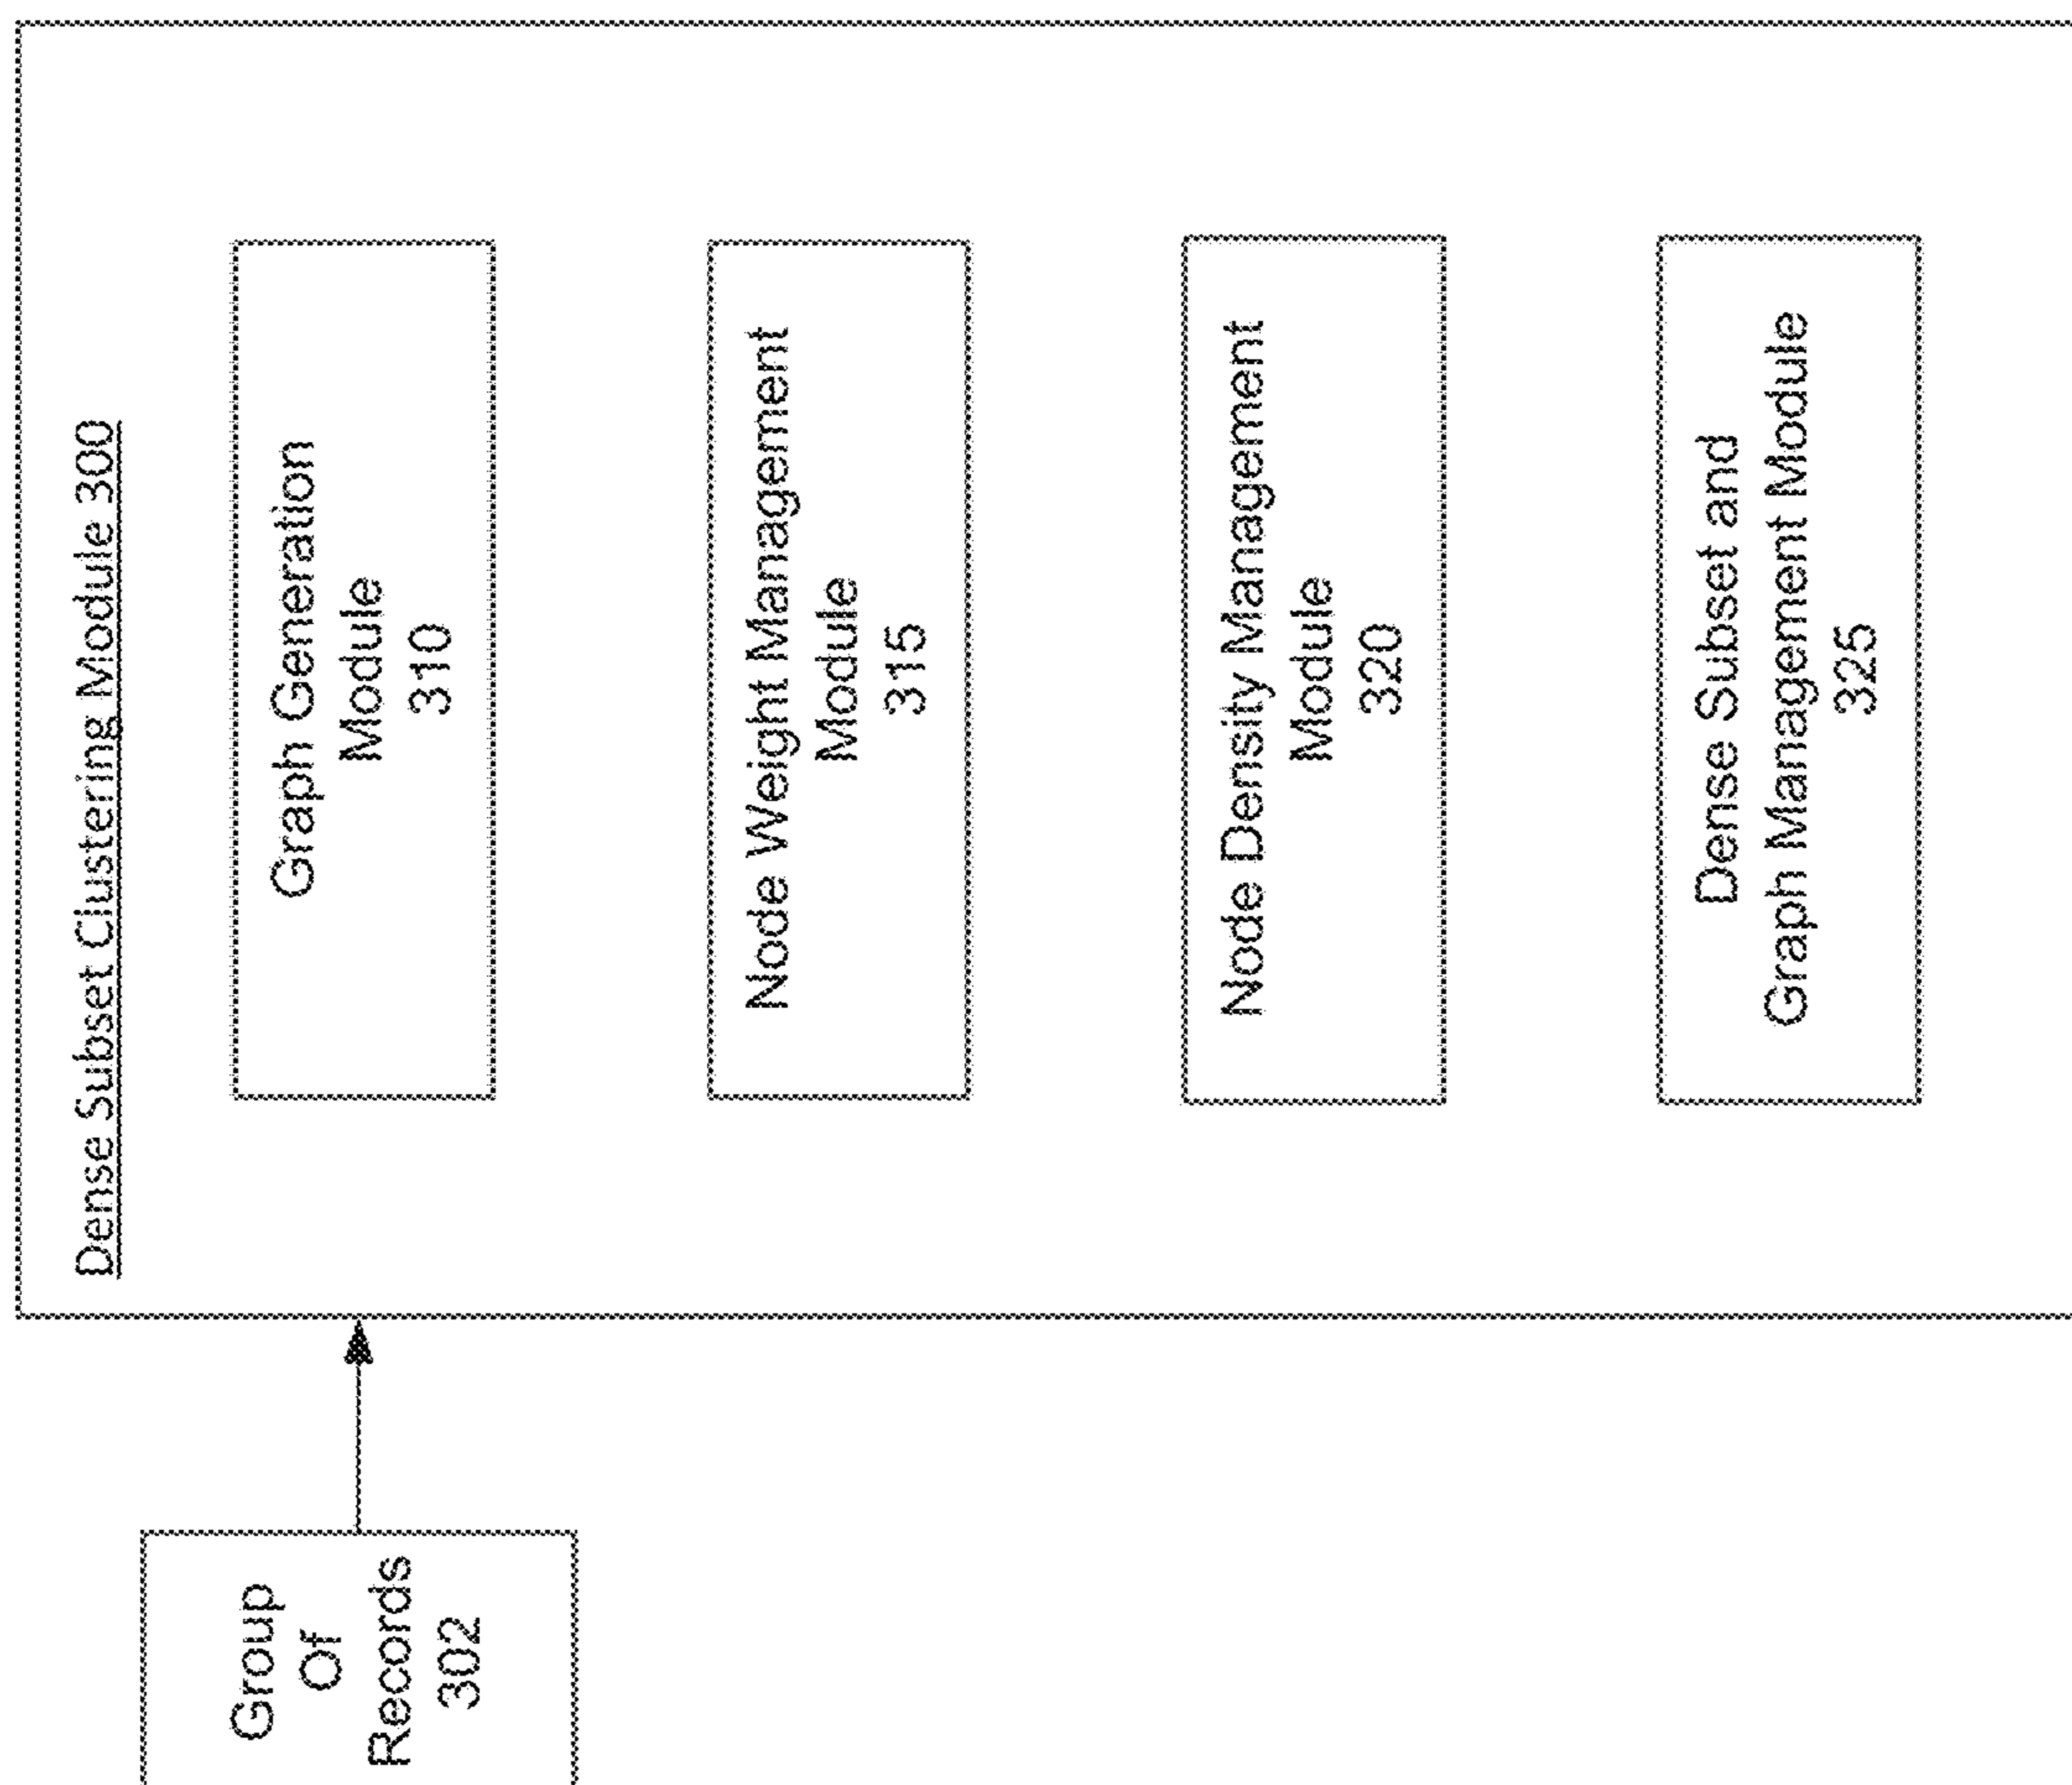 Dense Subset Clustering Module 300
Group
Of
Records
302
Graph Generation
Module
310
Node Weight Management
Module
315
Node Density Management
Module
320
Dense Subset and
Graph Management Module
325